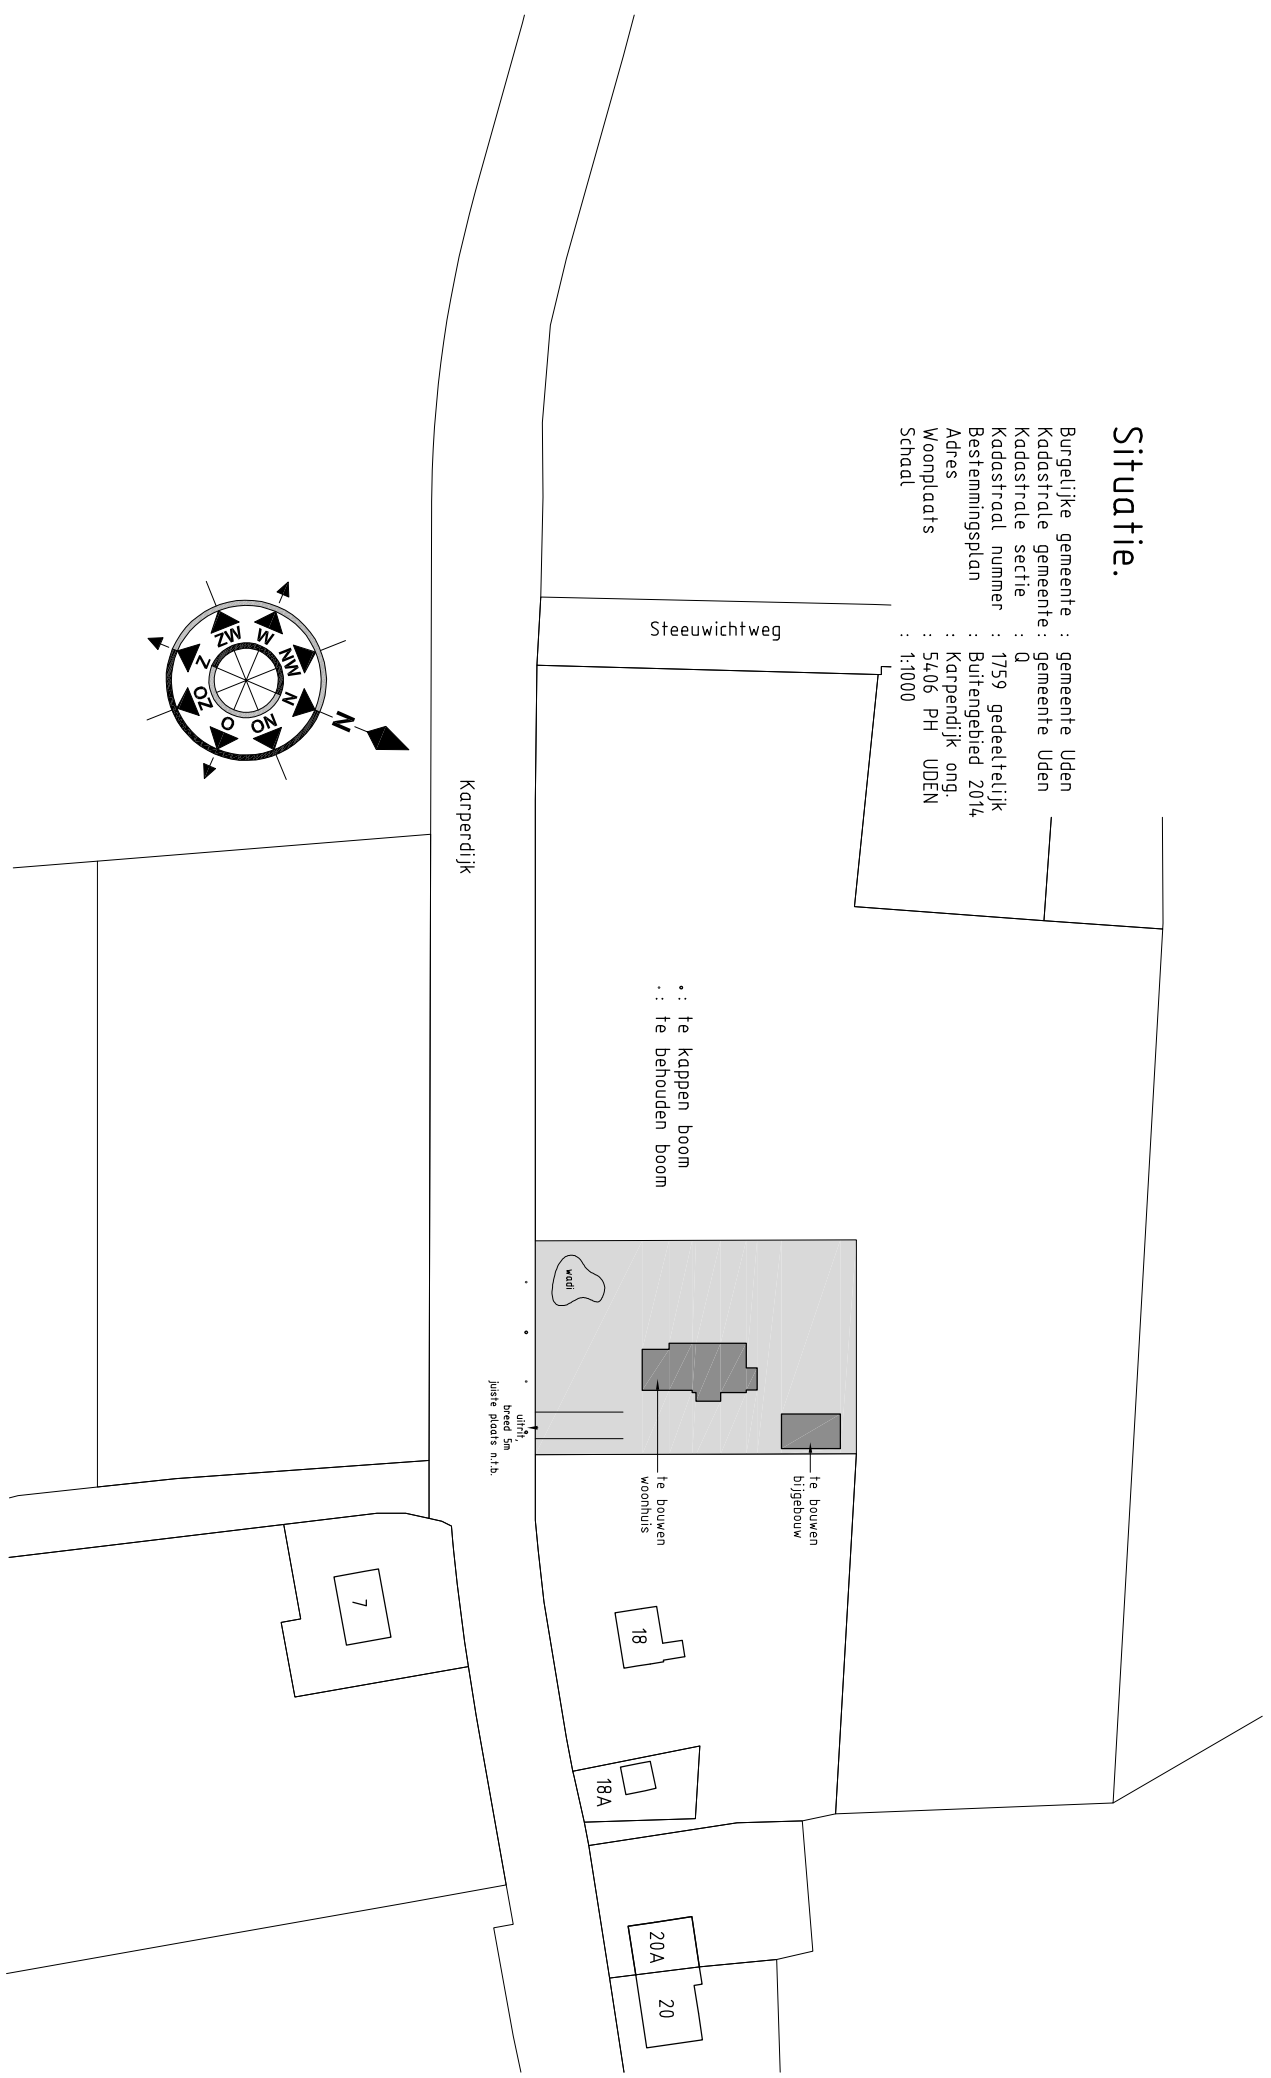 Situatie.
Burgelijke gemeente : gemeente Uden
Kadastrale gemeente : gemeente Uden
Kadastrale sectie : Q
Kadastraal nummer : 1759 gedeeltelijk
Bestemmingsplan : Buitengebied 2014
Adres : Karpendijk ong.
Woonplaats : 5406 PH UDEN
Schaal : 1:1000
Steeuwichtweg
Karperdijk
: te kappen boom
: te behouden boom
N
N
NO
O
OZ
Z
ZW
W
NW
wadi
uitrit,
breed 5m
juiste plaats n.t.b.
te bouwen
woonhuis
te bouwen
bijgebouw
7
18
18A
20A
20